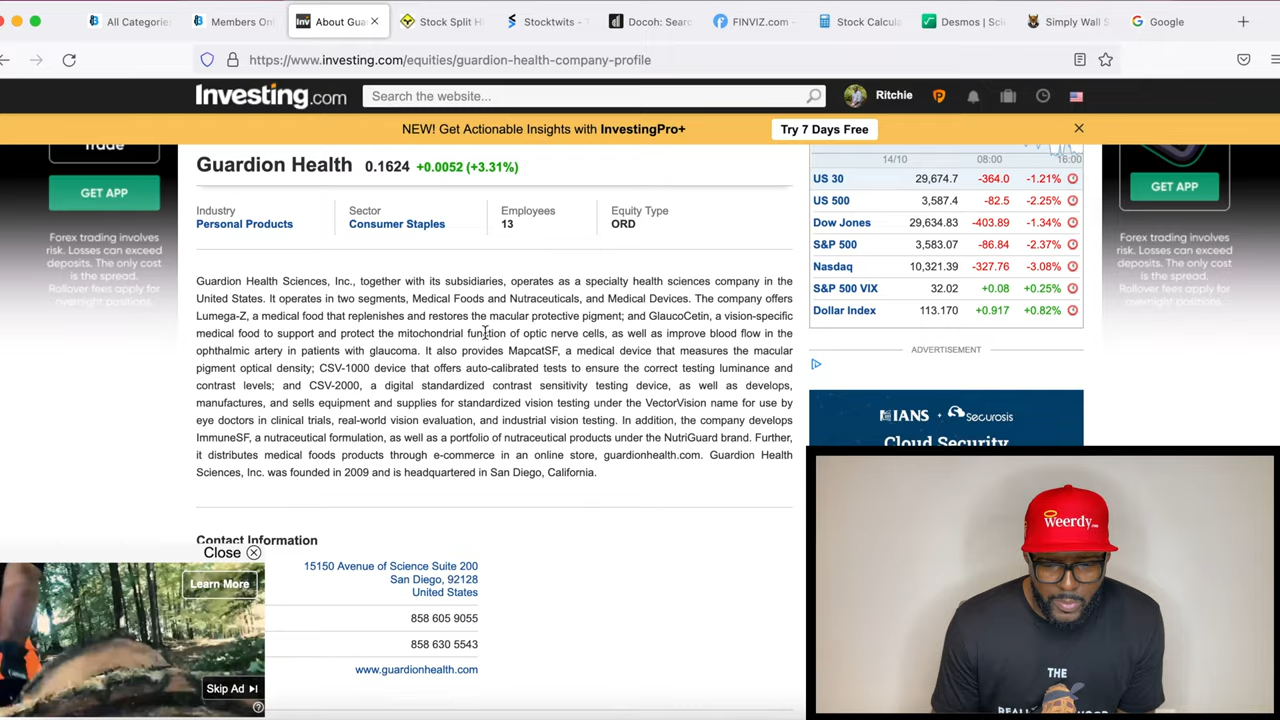 All Categories
Members On
About Gua
Stock Split Hi
Stocktwits -
Docoh: Searc
FINVIZ.com
Stock Calcula
Desmos | Sci
Simply Wall S
Google
https://www.investing.com/equities/guardion-health-company-profile
Investing.com
Search the website...
Ritchie
NEW! Get Actionable Insights with InvestingPro+
Try 7 Days Free
Trade
GET APP
Forex trading involves
risk. Losses can exceed
deposits. The only cost
is the spread.
Rollover fees apply for
overnight positions.
Guardion Health 0.1624 +0.0052 (+3.31%)
Industry
Personal Products
Sector
Consumer Staples
Employees
13
Equity Type
ORD
Guardion Health Sciences, Inc., together with its subsidiaries, operates as a specialty health sciences company in the
United States. It operates in two segments, Medical Foods and Nutraceuticals, and Medical Devices. The company offers
Lumega-Z, a medical food that replenishes and restores the macular protective pigment; and GlaucoCetin, a vision-specific
medical food to support and protect the mitochondrial function of optic nerve cells, as well as improve blood flow in the
ophthalmic artery in patients with glaucoma. It also provides MapcatSF, a medical device that measures the macular
pigment optical density; CSV-1000 device that offers auto-calibrated tests to ensure the correct testing luminance and
contrast levels; and CSV-2000, a digital standardized contrast sensitivity testing device, as well as develops,
manufactures, and sells equipment and supplies for standardized vision testing under the VectorVision name for use by
eye doctors in clinical trials, real-world vision evaluation, and industrial vision testing. In addition, the company develops
ImmuneSF, a nutraceutical formulation, as well as a portfolio of nutraceutical products under the NutriGuard brand. Further,
it distributes medical foods products through e-commerce in an online store, guardionhealth.com. Guardion Health
Sciences, Inc. was founded in 2009 and is headquartered in San Diego, California.
Contact Information
15150 Avenue of Science Suite 200
San Diego, 92128
United States
858 605 9055
858 630 5543
www.guardionhealth.com
Close
Learn More
Skip Ad
14/10 08:00 16:00
US 30 29,674.7 -364.0 -1.21%
US 500 3,587.4 -82.5 -2.25%
Dow Jones 29,634.83 -403.89 -1.34%
S&P 500 3,583.07 -86.84 -2.37%
Nasdaq 10,321.39 -327.76 -3.08%
S&P 500 VIX 32.02 +0.08 +0.25%
Dollar Index 113.170 +0.917 +0.82%
ADVERTISEMENT
IANS + Securosis
Cloud Security
GET APP
Forex trading involves
risk. Losses can exceed
deposits. The only cost
is the spread.
Rollover fees apply for
overnight positions.
Weerdy
THE